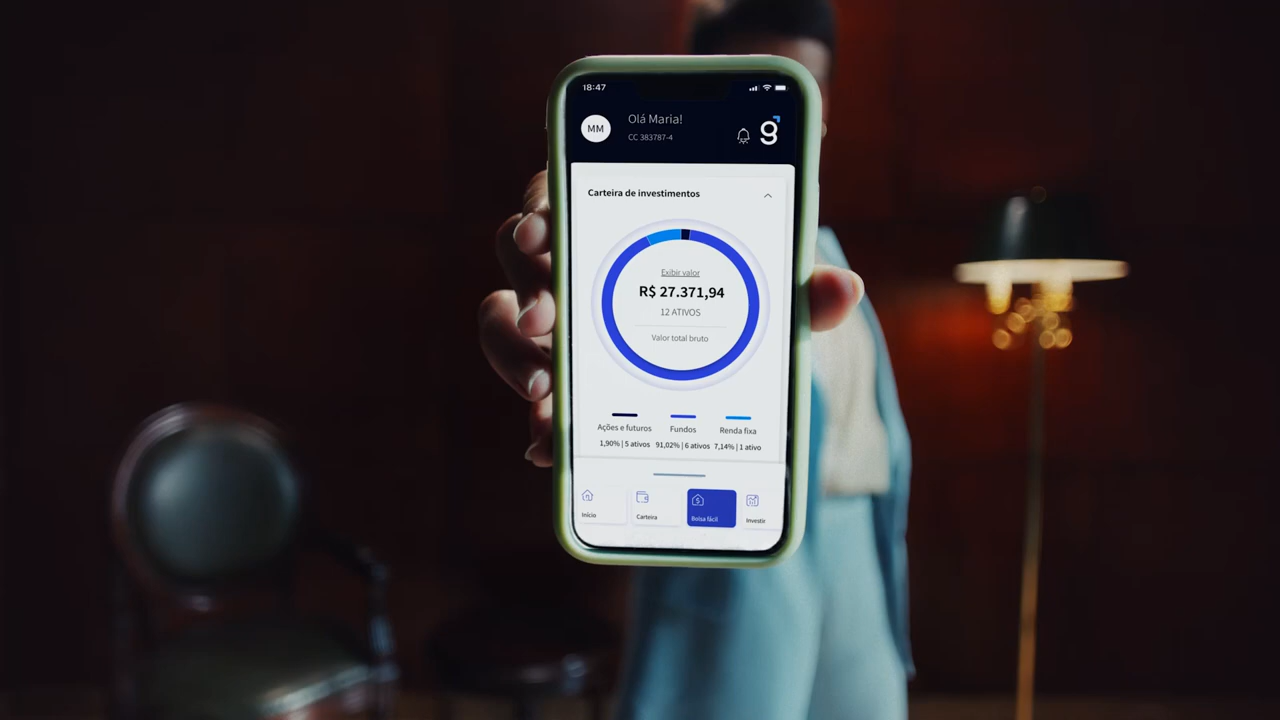 18:47
MM
Olá Maria!
CC 383787-4
g
Carteira de investimentos
Exibir valor
R$ 27.371,94
12 ATIVOS
Valor total bruto
Ações e futuros
Fundos
Renda fixa
1,90% | 5 ativos
91,02% | 6 ativos
7,14% | 1 ativo
Início
Carteira
Bolsa fácil
Investir